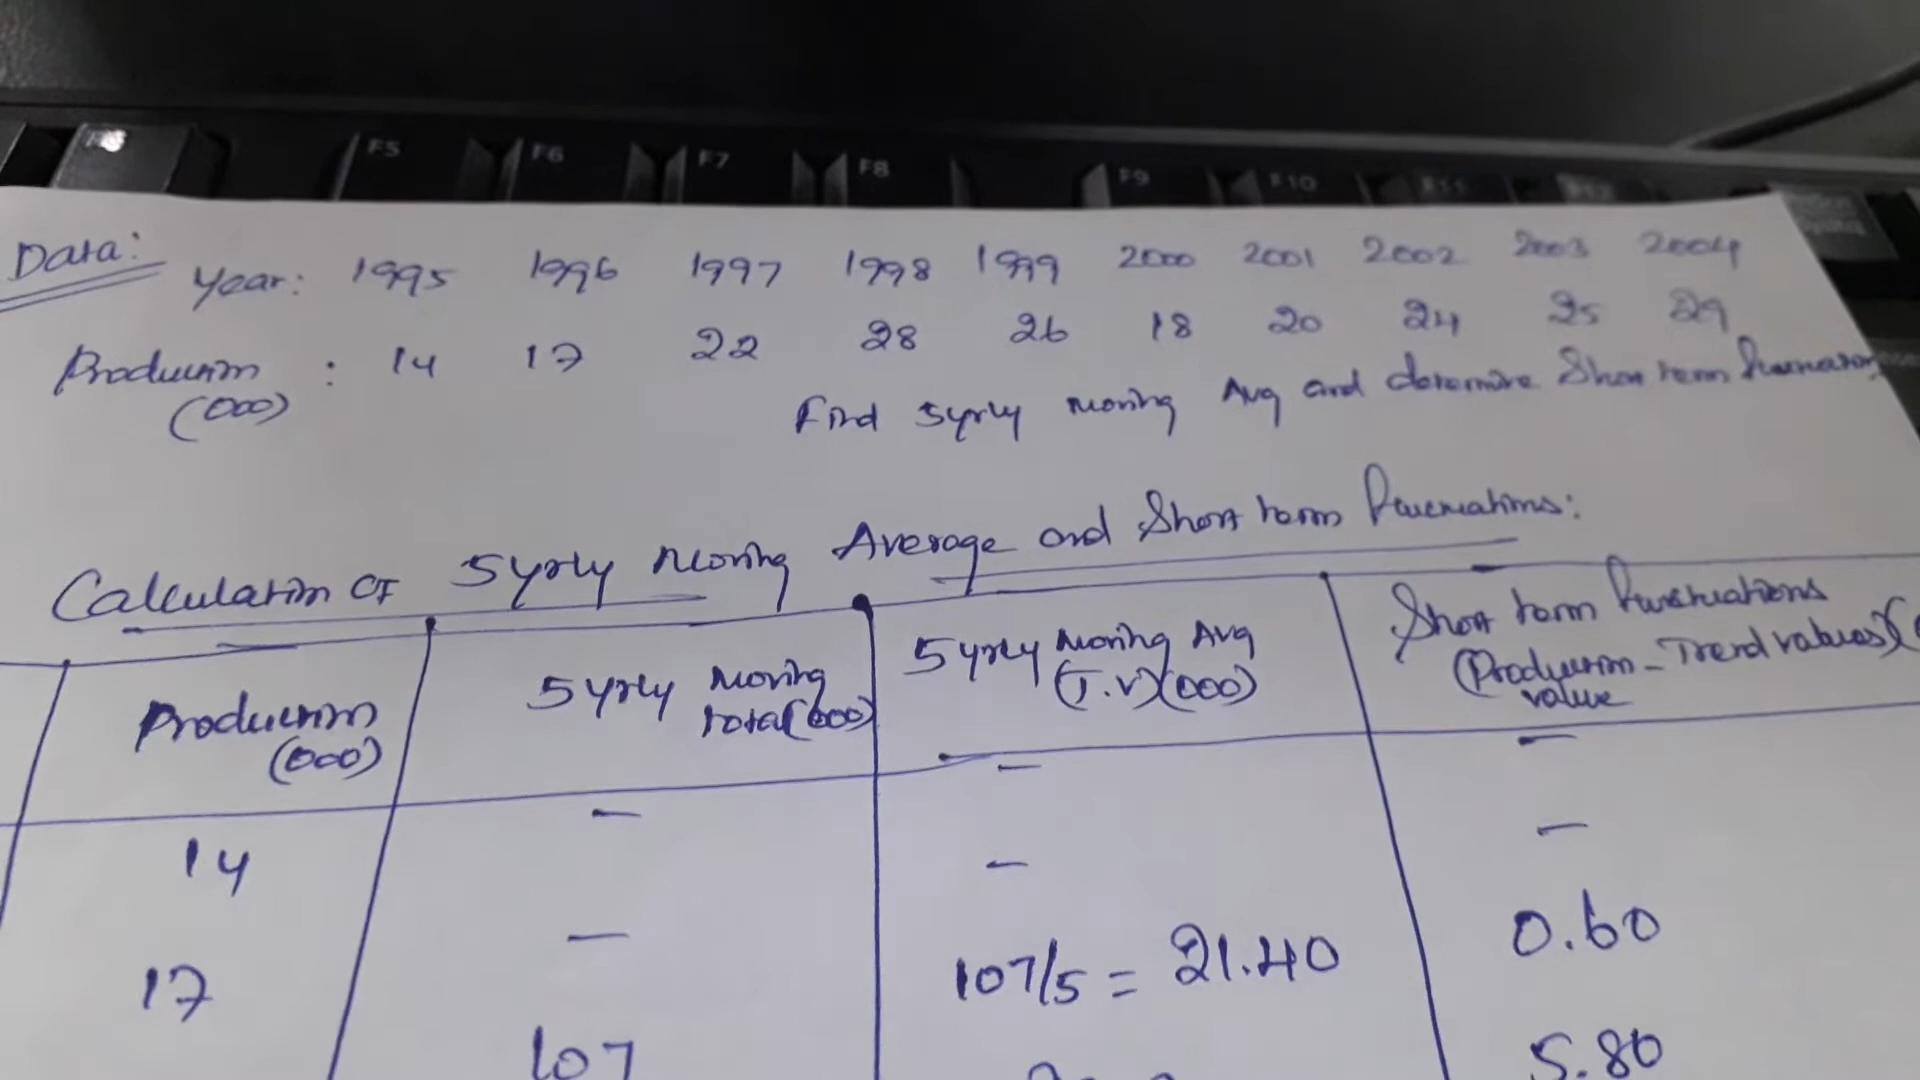 F5 F6 F7 F8 F9 F10 F11
Data:
Year: 1995 1996 1997 1998 1999 2000 2001 2002 2003 2004
Production (000) : 14 17 22 28 26 18 20 24 25 29
Find 5yrly moving Avg and determine Short term fluctuation
Calculation of 5yrly Moving Average and Short term fluctuations:
Production (000)
5yrly moving total(000)
5yrly moving Avg (T.V)(000)
Short term fluctuations (Production value - Trend values)(
14 - - -
17 - - -
107 107/5 = 21.40 0.60
5.80